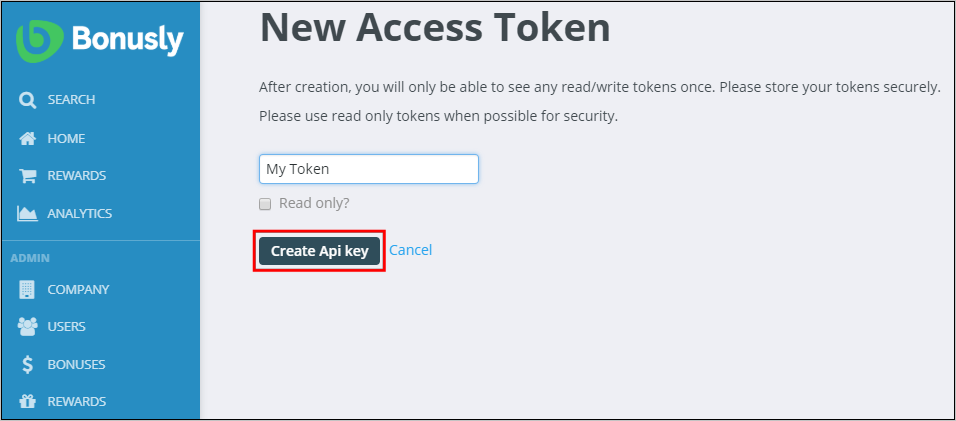 Bonusly
SEARCH
HOME
REWARDS
ANALYTICS
ADMIN
COMPANY
USERS
BONUSES
REWARDS
New Access Token
After creation, you will only be able to see any read/write tokens once. Please store your tokens securely.
Please use read only tokens when possible for security.
My Token
Read only?
Create Api key Cancel